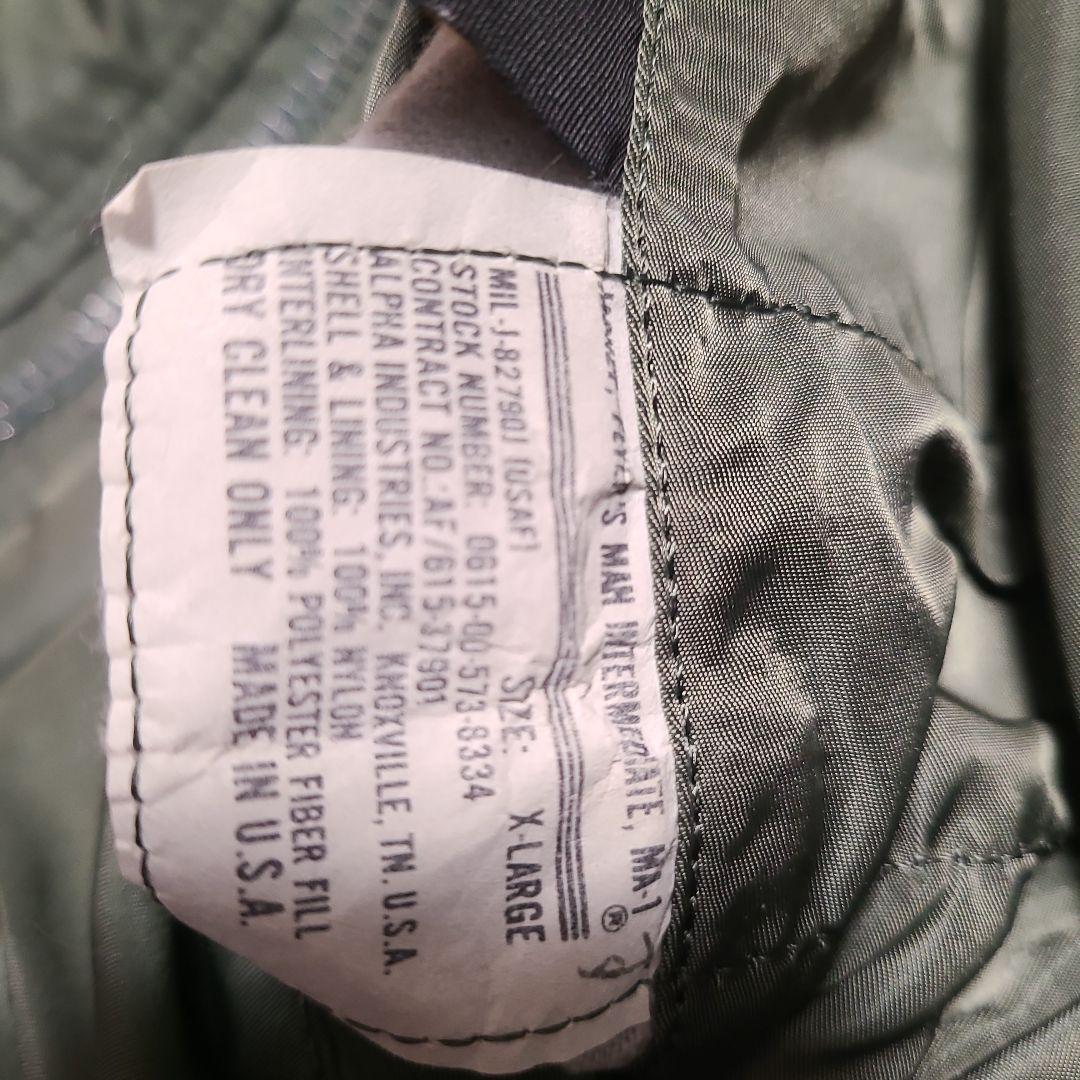 'S MAN INTERMEDIATE, MA-1 ®
SIZE: X-LARGE
MIL-J-82790J (USAF)
STOCK NUMBER: 0615-00-573-8334
CONTRACT NO.: AF/615-37901
ALPHA INDUSTRIES, INC. KNOXVILLE, TN. U.S.A.
SHELL & LINING: 100% NYLON
INTERLINING: 100% POLYESTER FIBER FILL
DRY CLEAN ONLY MADE IN U.S.A.